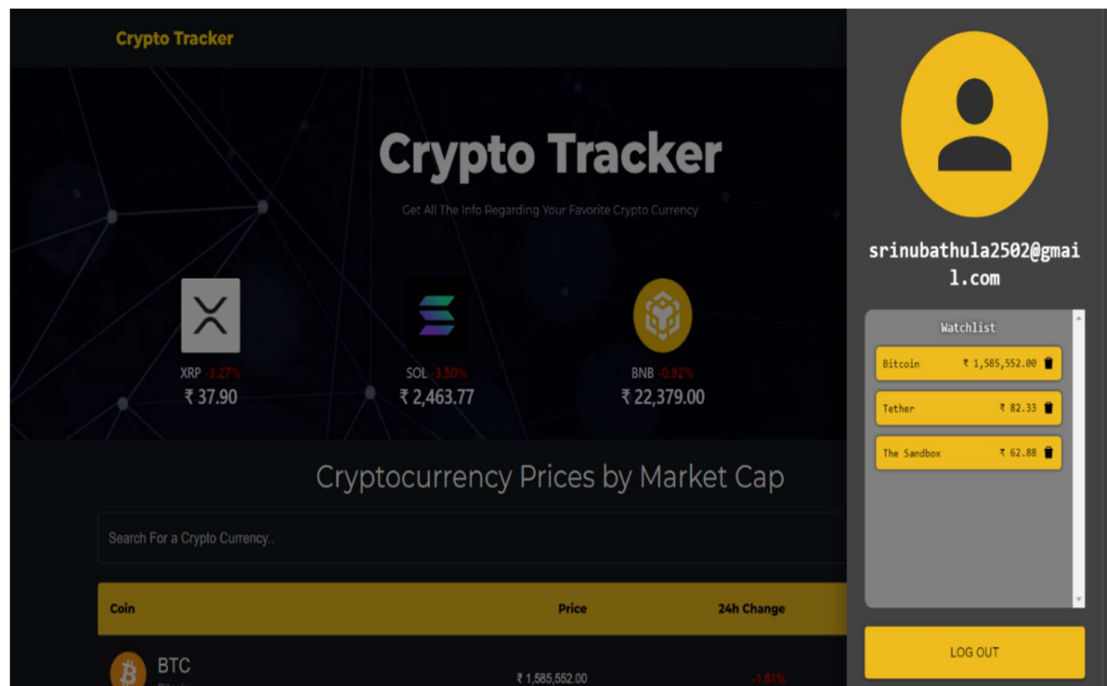 Crypto Tracker
Crypto Tracker
Get All The Info Regarding Your Favorite Crypto Currency
XRP -3.27%
₹ 37.90
SOL -3.50%
₹ 2,463.77
BNB -0.92%
₹ 22,379.00
Cryptocurrency Prices by Market Cap
Search For a Crypto Currency..
Coin Price 24h Change
BTC
₹ 1,585,552.00 -1.61%
srinubathula2502@gmai
l.com
Watchlist
Bitcoin ₹ 1,585,552.00
Tether ₹ 82.33
The Sandbox ₹ 62.88
LOG OUT